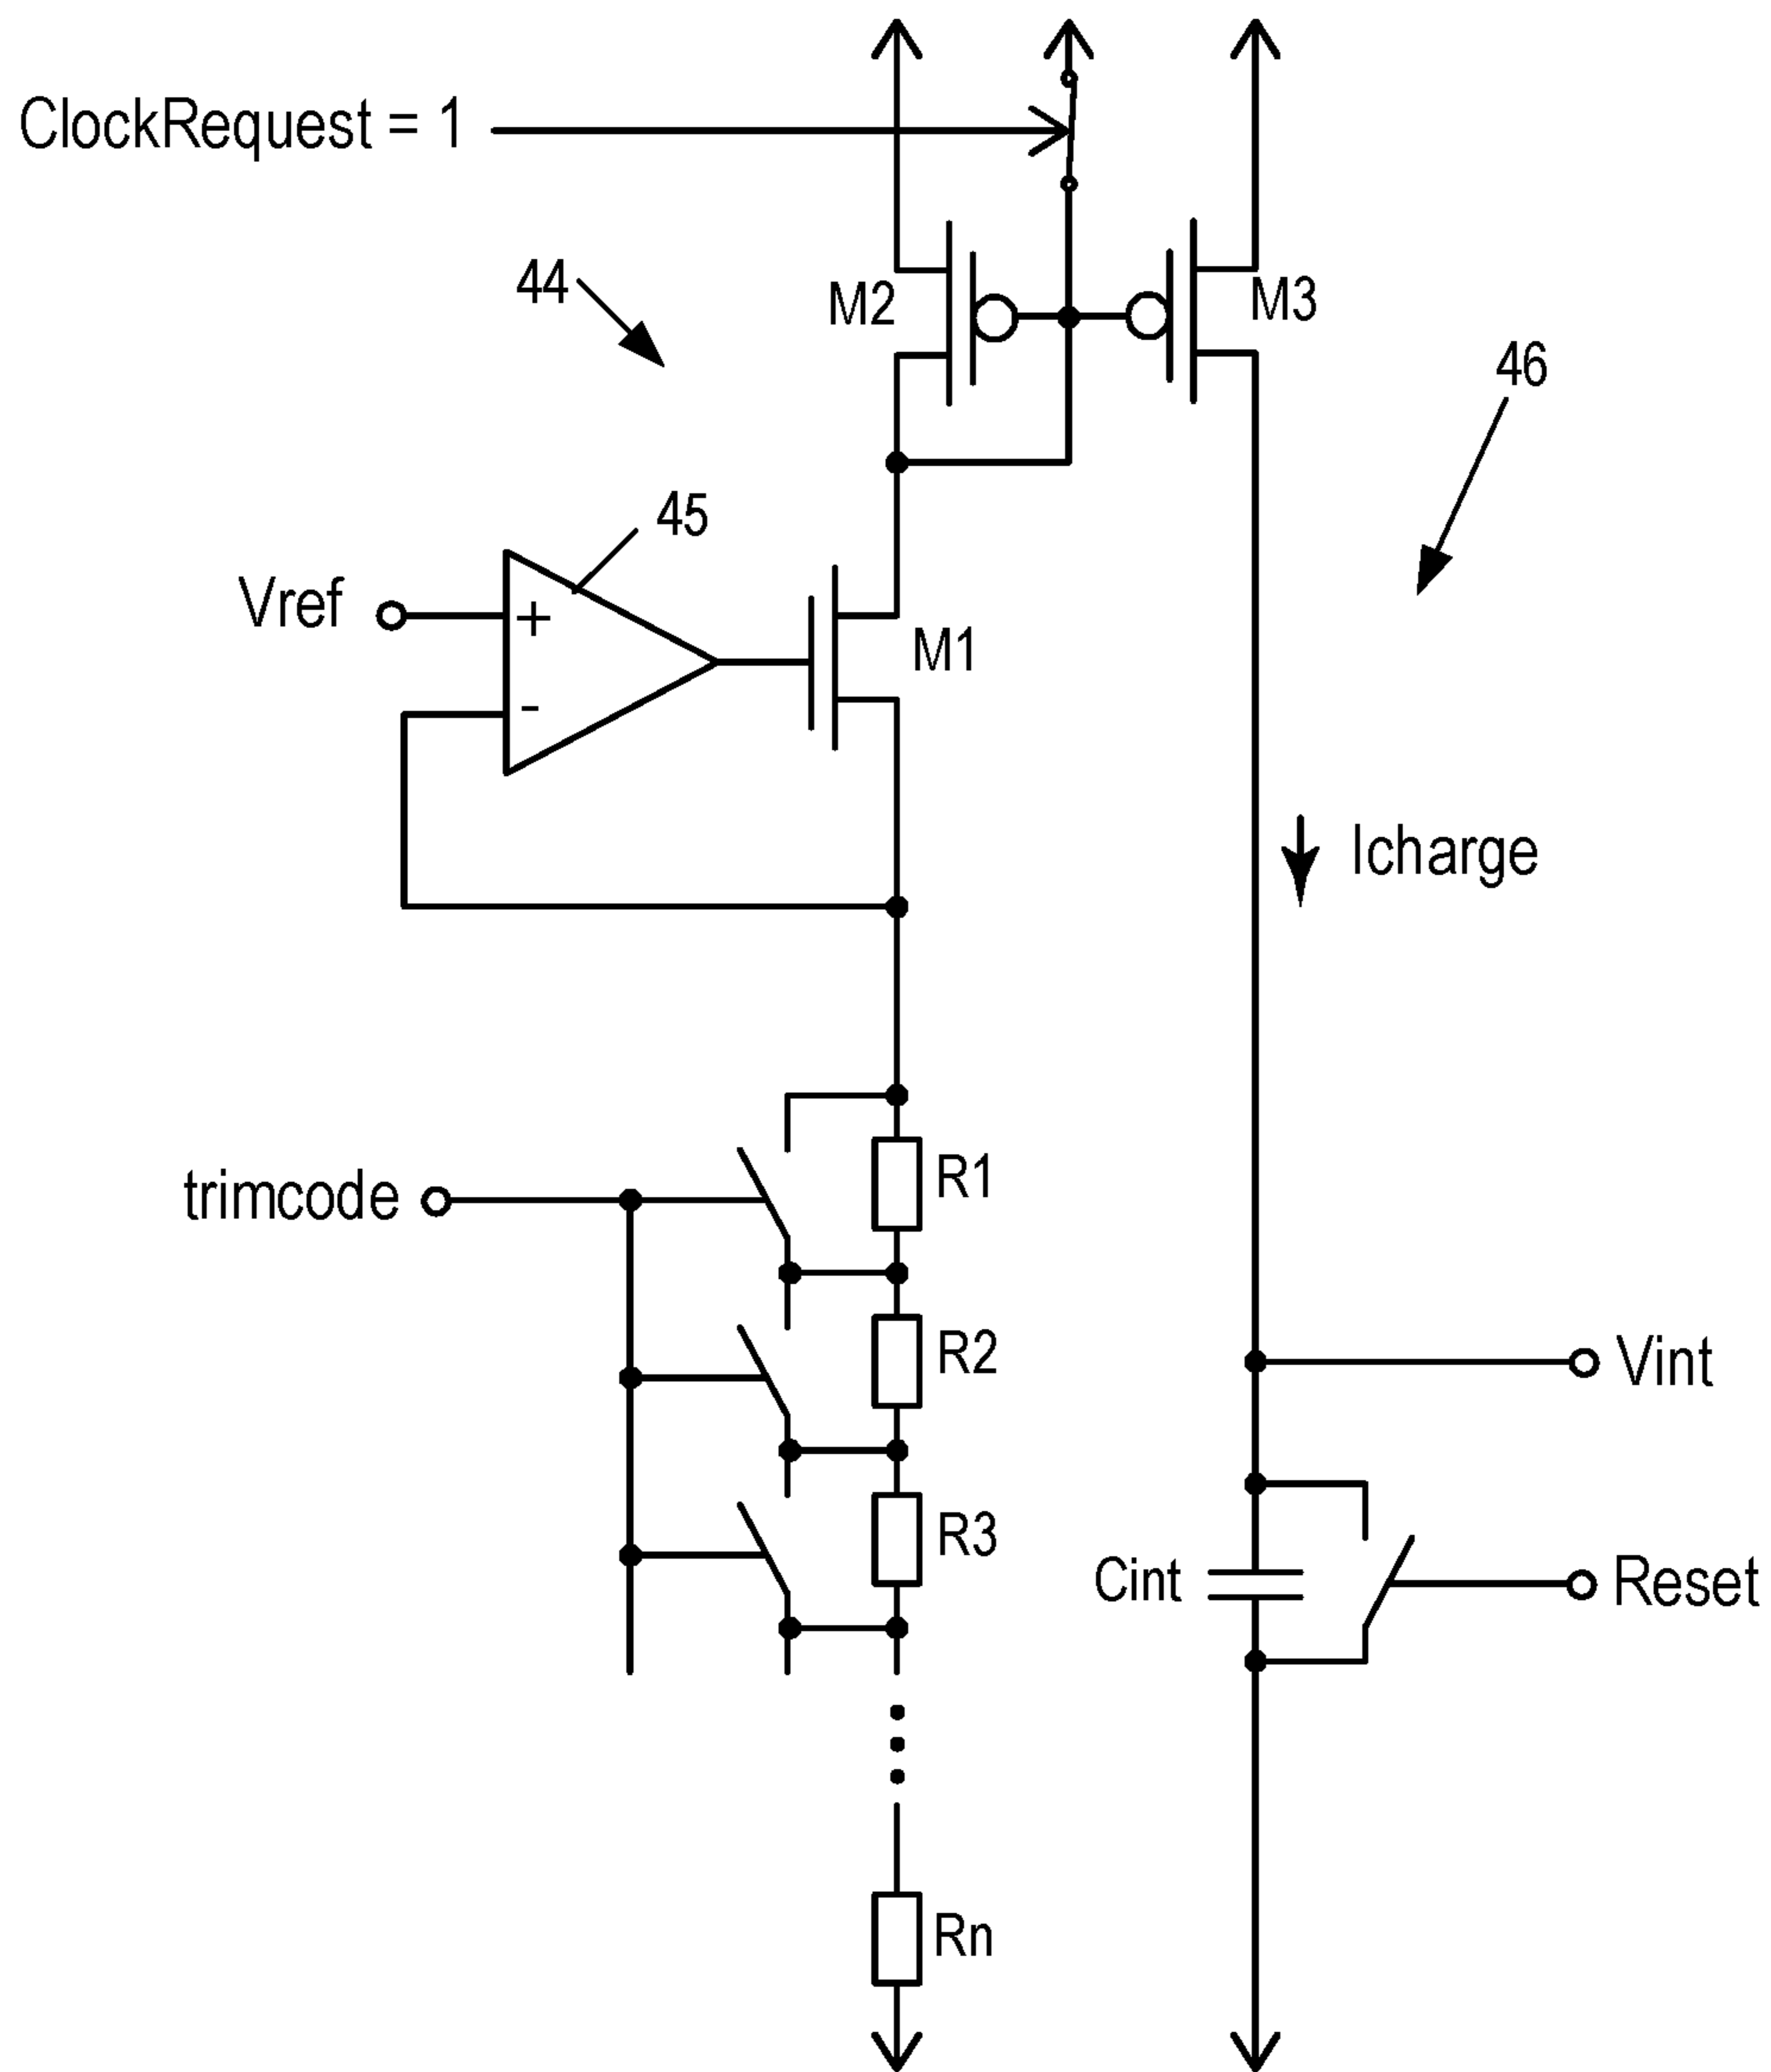 ClockRequest = 1
44
M2
M3
46
45
Vref
+
-
M1
Icharge
trimcode
R1
R2
Vint
R3
Cint
Reset
Rn